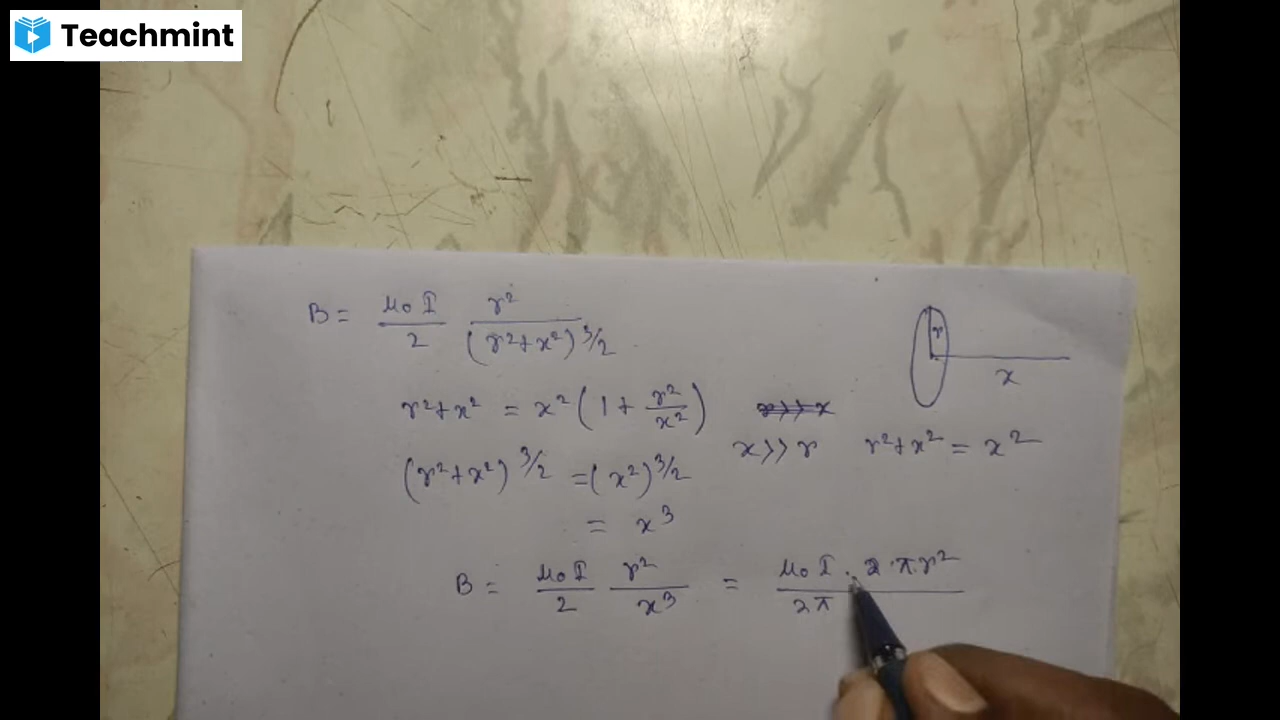 Teachmint
B = μ₀I/2 r²/(r²+x²)^3/2
r
x
r²+x² = x²(1 + r²/x²)
x>>r r²+x² = x²
(r²+x²)^3/2 = (x²)^3/2
= x³
B = μ₀I/2 r²/x³ = μ₀I · 2·π·r²/2π